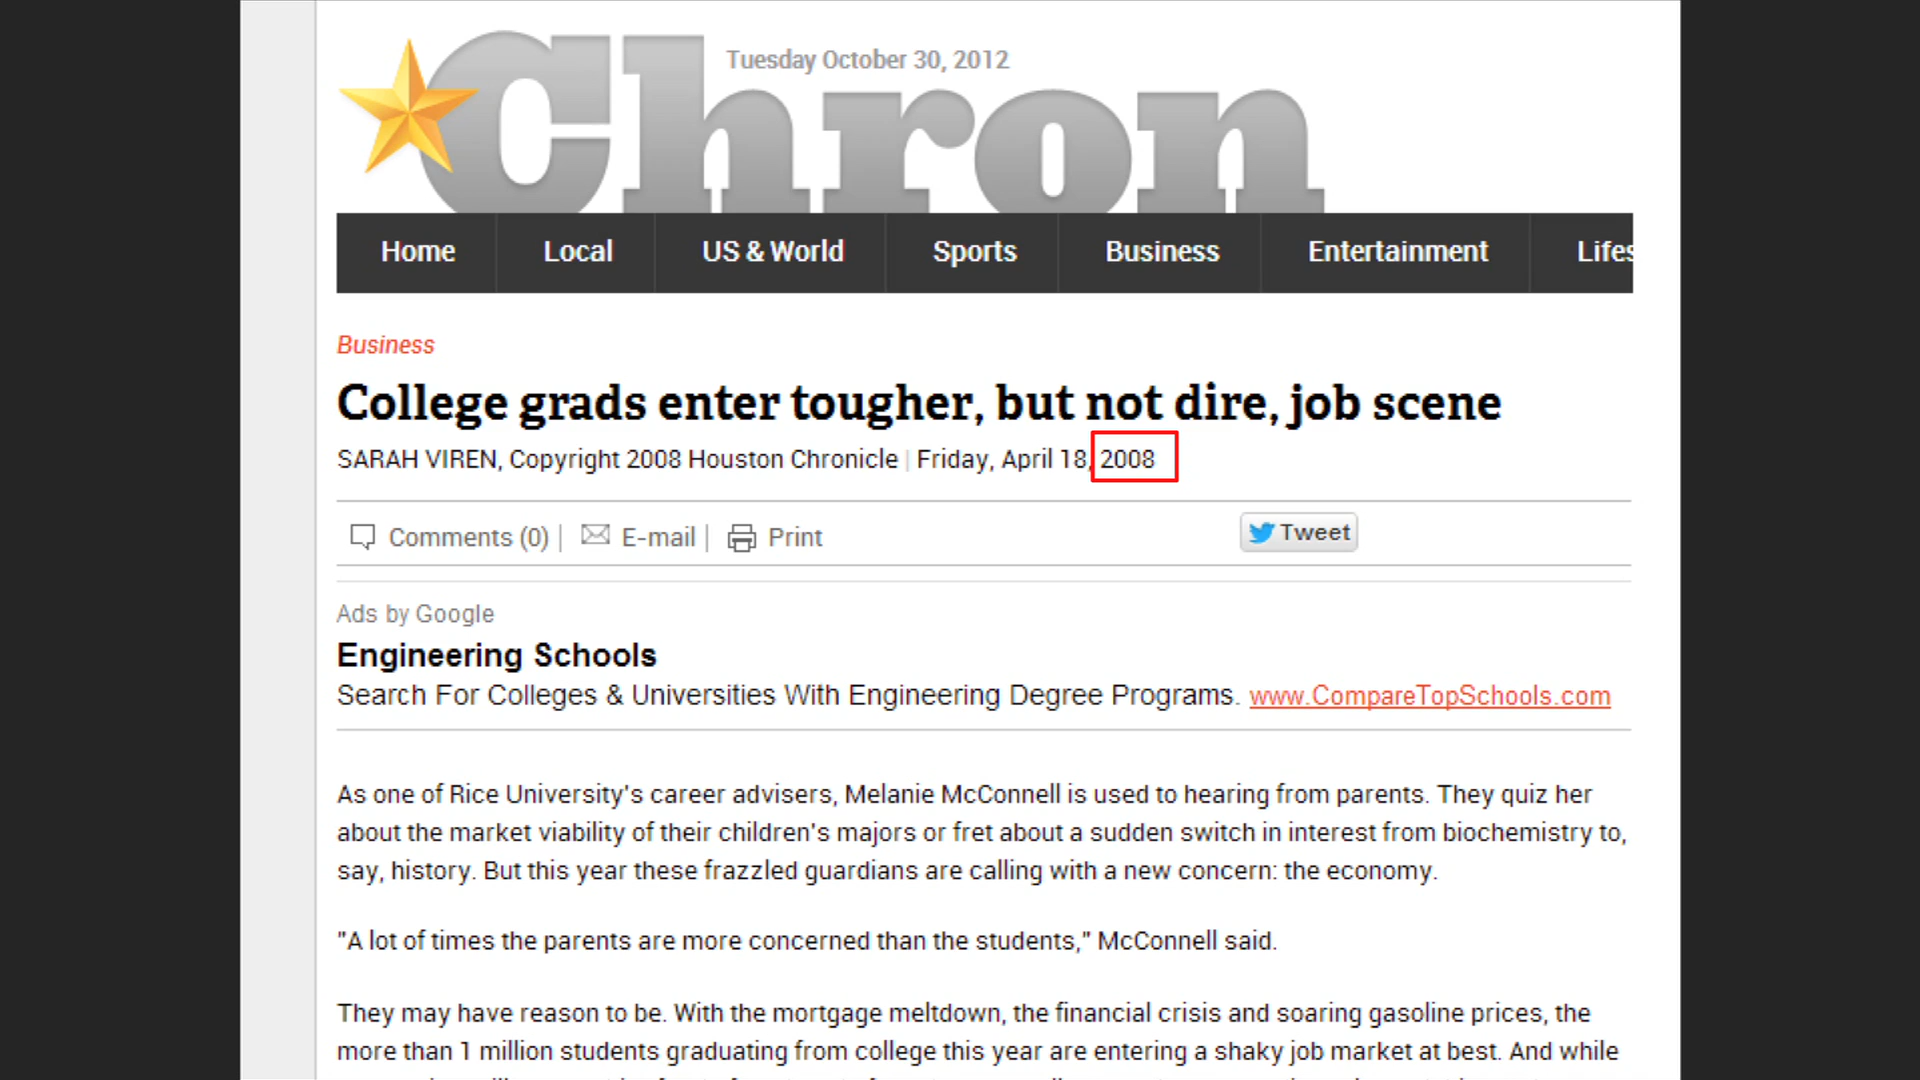 Tuesday October 30, 2012
Chron
Home Local US & World Sports Business Entertainment Lifes
Business
College grads enter tougher, but not dire, job scene
SARAH VIREN, Copyright 2008 Houston Chronicle | Friday, April 18, 2008
Comments (0) | E-mail | Print Tweet
Ads by Google
Engineering Schools
Search For Colleges & Universities With Engineering Degree Programs. www.CompareTopSchools.com
As one of Rice University's career advisers, Melanie McConnell is used to hearing from parents. They quiz her
about the market viability of their children's majors or fret about a sudden switch in interest from biochemistry to,
say, history. But this year these frazzled guardians are calling with a new concern: the economy.
"A lot of times the parents are more concerned than the students," McConnell said.
They may have reason to be. With the mortgage meltdown, the financial crisis and soaring gasoline prices, the
more than 1 million students graduating from college this year are entering a shaky job market at best. And while